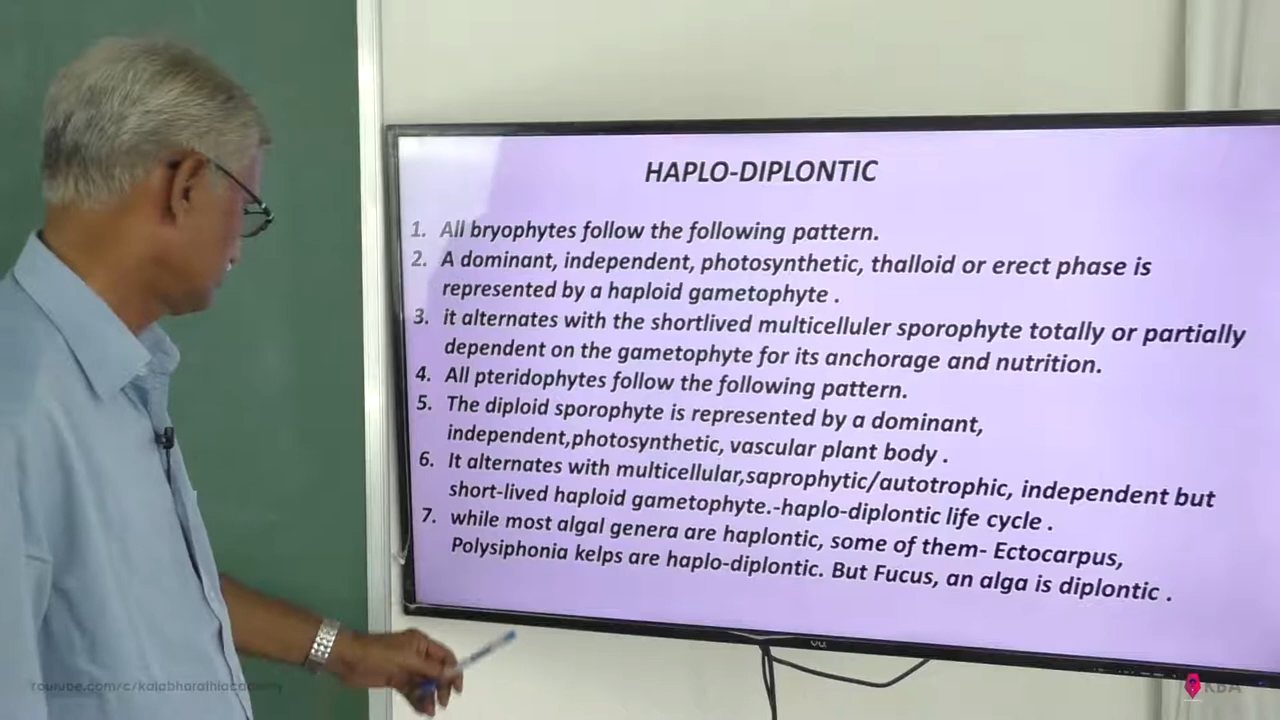 HAPLO-DIPLONTIC
1. All bryophytes follow the following pattern.
2. A dominant, independent, photosynthetic, thalloid or erect phase is
represented by a haploid gametophyte .
3. it alternates with the shortlived multicelluler sporophyte totally or partially
dependent on the gametophyte for its anchorage and nutrition.
4. All pteridophytes follow the following pattern.
5. The diploid sporophyte is represented by a dominant,
independent,photosynthetic, vascular plant body .
6. It alternates with multicellular,saprophytic/autotrophic, independent but
short-lived haploid gametophyte.-haplo-diplontic life cycle .
7. while most algal genera are haplontic, some of them- Ectocarpus,
Polysiphonia kelps are haplo-diplontic. But Fucus, an alga is diplontic .
youtube.com/c/kalabharathiacademy
KBA